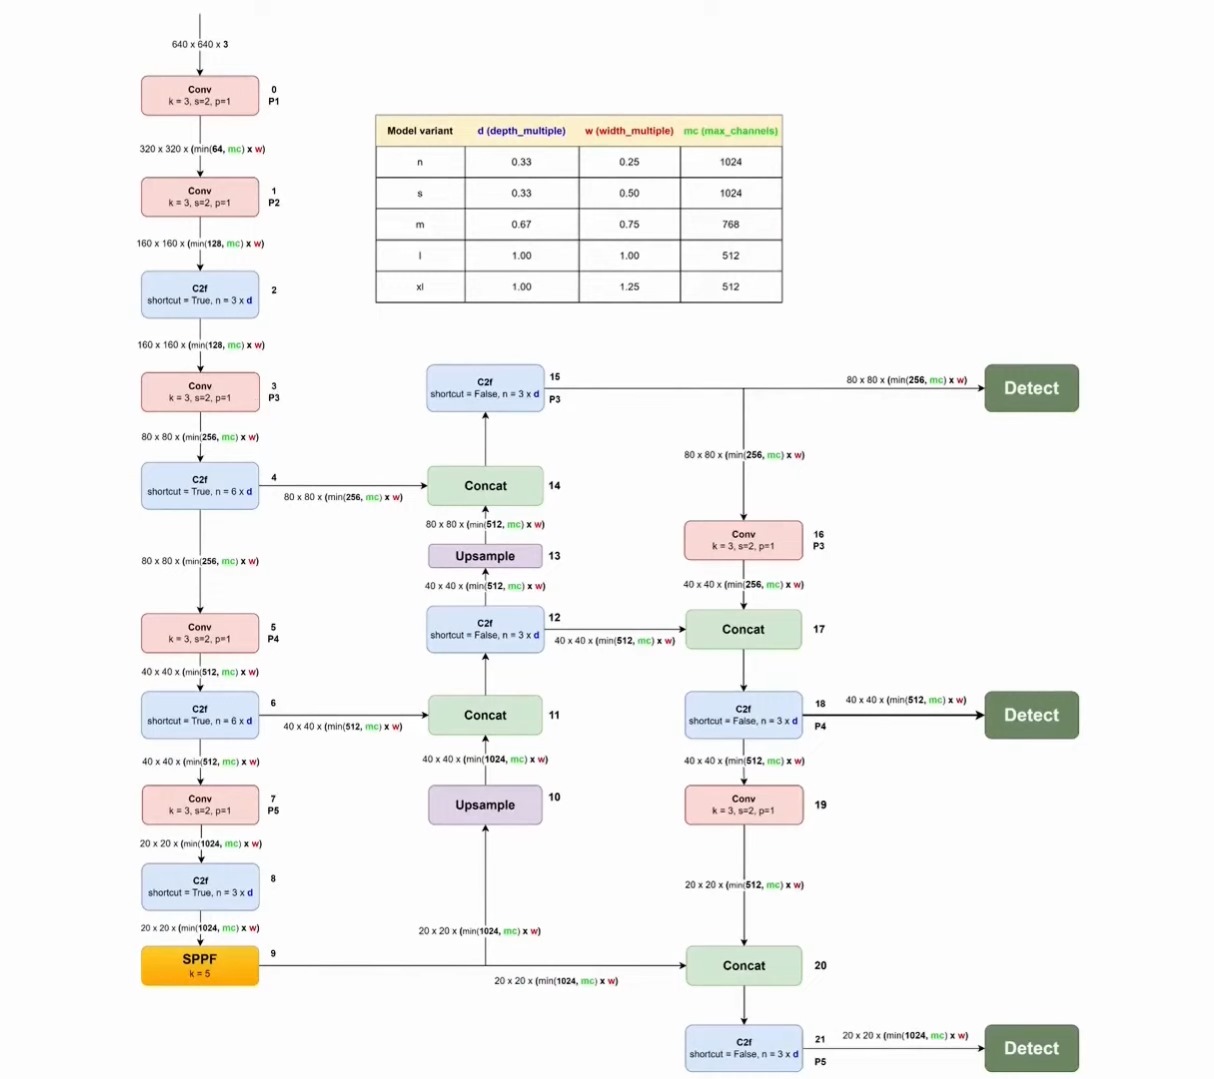 640 x 640 x 3
Conv
k = 3, s=2, p=1
0
P1
320 x 320 x (min(64, mc) x w)
Conv
k = 3, s=2, p=1
1
P2
160 x 160 x (min(128, mc) x w)
C2f
shortcut = True, n = 3 x d
2
160 x 160 x (min(128, mc) x w)
Conv
k = 3, s=2, p=1
3
P3
80 x 80 x (min(256, mc) x w)
C2f
shortcut = True, n = 6 x d
4
80 x 80 x (min(256, mc) x w)
80 x 80 x (min(256, mc) x w)
Conv
k = 3, s=2, p=1
5
P4
40 x 40 x (min(512, mc) x w)
C2f
shortcut = True, n = 6 x d
6
40 x 40 x (min(512, mc) x w)
40 x 40 x (min(512, mc) x w)
Conv
k = 3, s=2, p=1
7
P5
20 x 20 x (min(1024, mc) x w)
C2f
shortcut = True, n = 3 x d
8
20 x 20 x (min(1024, mc) x w)
SPPF
k = 5
9
Model variant d (depth_multiple) w (width_multiple) mc (max_channels)
n 0.33 0.25 1024
s 0.33 0.50 1024
m 0.67 0.75 768
l 1.00 1.00 512
xl 1.00 1.25 512
C2f
shortcut = False, n = 3 x d
15
P3
Concat
14
80 x 80 x (min(512, mc) x w)
Upsample
13
40 x 40 x (min(512, mc) x w)
C2f
shortcut = False, n = 3 x d
12
40 x 40 x (min(512, mc) x w)
Concat
11
40 x 40 x (min(1024, mc) x w)
Upsample
10
20 x 20 x (min(1024, mc) x w)
20 x 20 x (min(1024, mc) x w)
80 x 80 x (min(256, mc) x w)
Detect
80 x 80 x (min(256, mc) x w)
Conv
k = 3, s=2, p=1
16
P3
40 x 40 x (min(256, mc) x w)
Concat
17
C2f
shortcut = False, n = 3 x d
18
P4
40 x 40 x (min(512, mc) x w)
Detect
40 x 40 x (min(512, mc) x w)
Conv
k = 3, s=2, p=1
19
20 x 20 x (min(512, mc) x w)
Concat
20
C2f
shortcut = False, n = 3 x d
21
P5
20 x 20 x (min(1024, mc) x w)
Detect